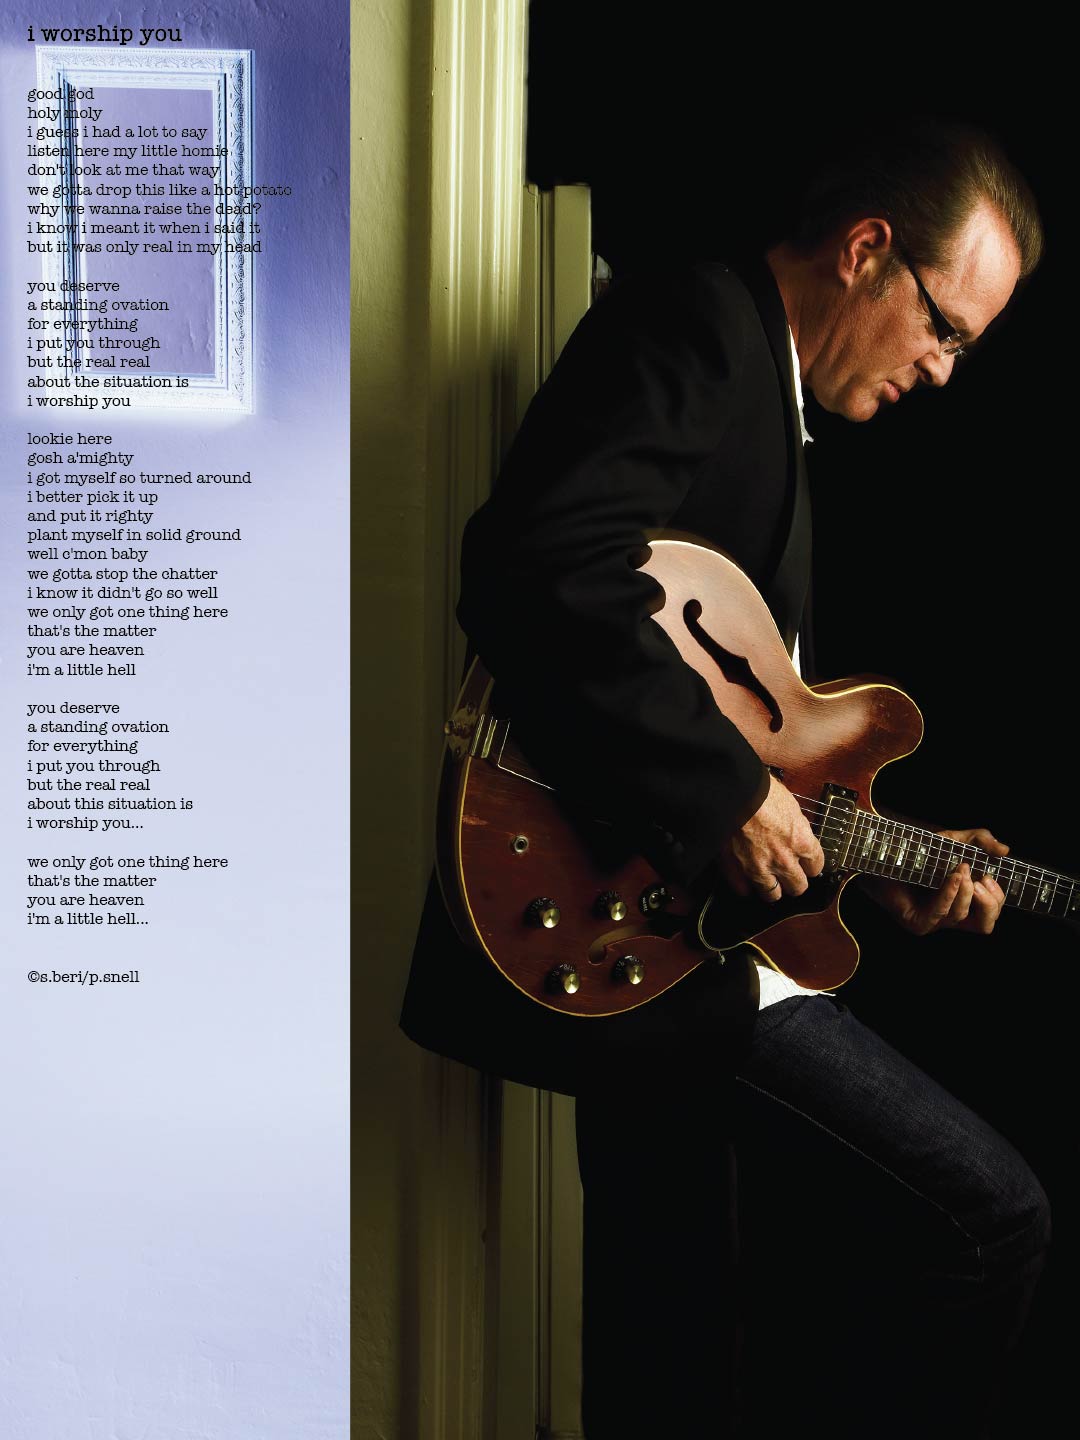 i worship you
good god
holy moly
i guess i had a lot to say
listen here my little homie
don't look at me that way
we gotta drop this like a hot potato
why we wanna raise the dead?
i know i meant it when i said it
but it was only real in my head
you deserve
a standing ovation
for everything
i put you through
but the real real
about the situation is
i worship you
lookie here
gosh a'mighty
i got myself so turned around
i better pick it up
and put it righty
plant myself in solid ground
well c'mon baby
we gotta stop the chatter
i know it didn't go so well
we only got one thing here
that's the matter
you are heaven
i'm a little hell
you deserve
a standing ovation
for everything
i put you through
but the real real
about this situation is
i worship you...
we only got one thing here
that's the matter
you are heaven
i'm a little hell...
©s.beri/p.snell